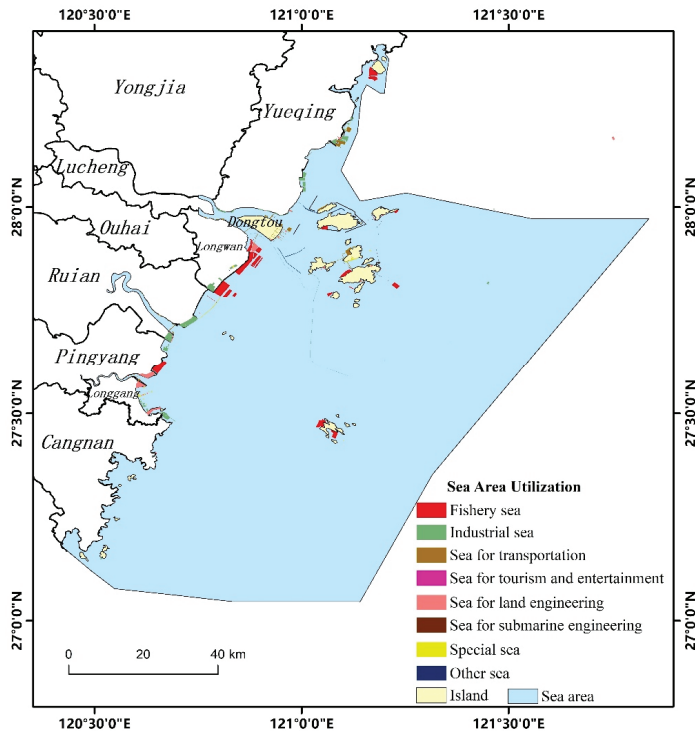 120°30'0"E 121°0'0"E 121°30'0"E
Yongjia
Yueqing
Lucheng
28°0'0"N 28°0'0"N
Dongtou
Ouhai
Longwan
Ruian
Pingyang
Longgang
27°30'0"N 27°30'0"N
Cangnan
Sea Area Utilization
Fishery sea
Industrial sea
Sea for transportation
Sea for tourism and entertainment
Sea for land engineering
Sea for submarine engineering
Special sea
Other sea
Island Sea area
27°0'0"N 27°0'0"N
0 20 40 km
120°30'0"E 121°0'0"E 121°30'0"E